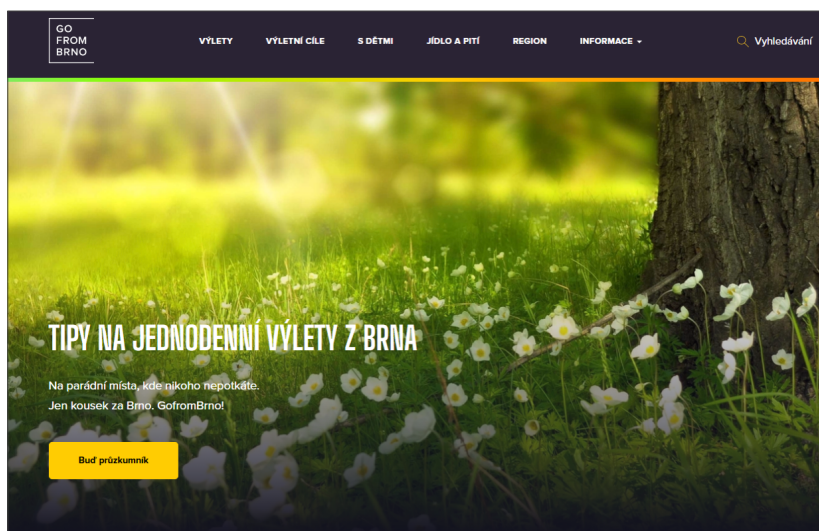 GO
FROM
BRNO
VÝLETY
VÝLETNÍ CÍLE
S DĚTMI
JÍDLO A PITÍ
REGION
INFORMACE
Vyhledávání
TIPY NA JEDNODENNÍ VÝLETY Z BRNA
Na parádní místa, kde nikoho nepotkáte.
Jen kousek za Brno. GofromBrno!
Buď průzkumník